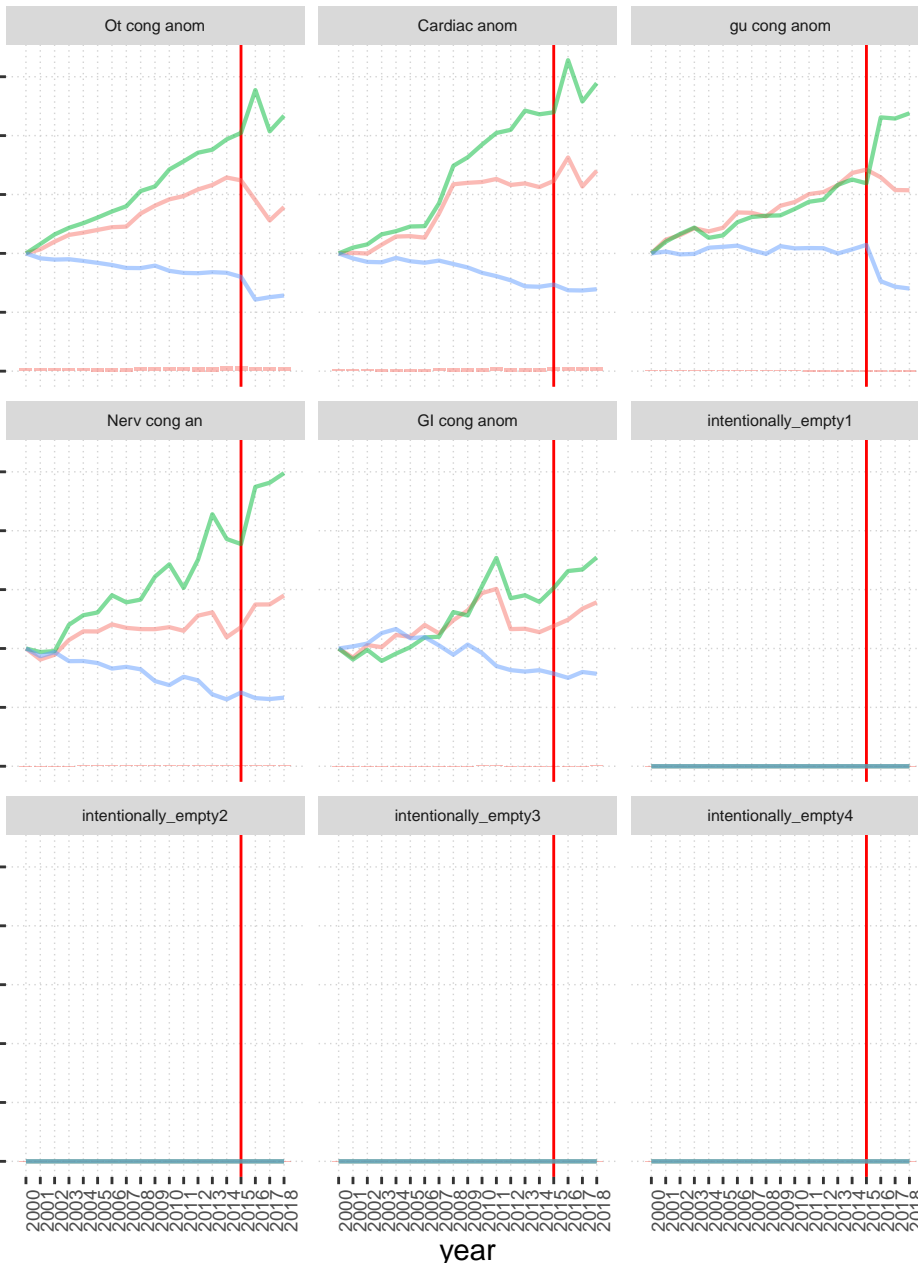 Ot cong anom Cardiac anom gu cong anom
Nerv cong an GI cong anom intentionally_empty1
intentionally_empty2 intentionally_empty3 intentionally_empty4
2000 2001 2002 2003 2004 2005 2006 2007 2008 2009 2010 2011 2012 2013 2014 2015 2016 2017 2018 2000 2001 2002 2003 2004 2005 2006 2007 2008 2009 2010 2011 2012 2013 2014 2015 2016 2017 2018 2000 2001 2002 2003 2004 2005 2006 2007 2008 2009 2010 2011 2012 2013 2014 2015 2016 2017 2018
year